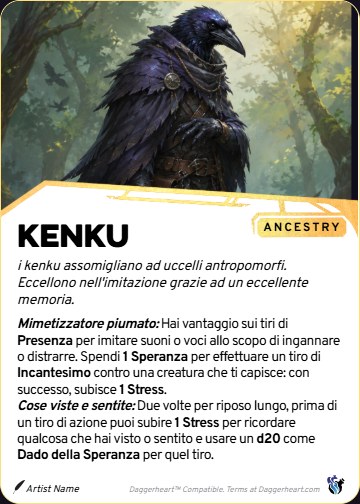 KENKU
ANCESTRY
i kenku assomigliano ad uccelli antropomorfi.
Eccellono nell'imitazione grazie ad un eccellente
memoria.
Mimetizzatore piumato: Hai vantaggio sui tiri di
Presenza per imitare suoni o voci allo scopo di ingannare
o distrarre. Spendi 1 Speranza per effettuare un tiro di
Incantesimo contro una creatura che ti capisce: con
successo, subisce 1 Stress.
Cose viste e sentite: Due volte per riposo lungo, prima di
un tiro di azione puoi subire 1 Stress per ricordare
qualcosa che hai visto o sentito e usare un d20 come
Dado della Speranza per quel tiro.
Artist Name
Daggerheart™ Compatible. Terms at Daggerheart.com